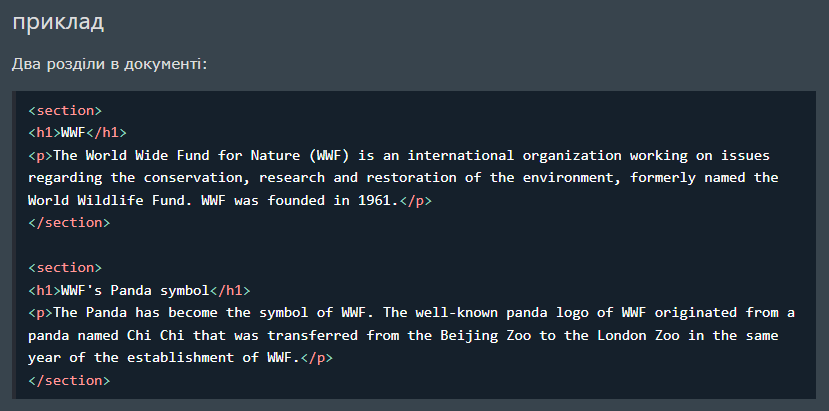 приклад
Два розділи в документі:
<section>
<h1>WWF</h1>
<p>The World Wide Fund for Nature (WWF) is an international organization working on issues
regarding the conservation, research and restoration of the environment, formerly named the
World Wildlife Fund. WWF was founded in 1961.</p>
</section>
<section>
<h1>WWF's Panda symbol</h1>
<p>The Panda has become the symbol of WWF. The well-known panda logo of WWF originated from a
panda named Chi Chi that was transferred from the Beijing Zoo to the London Zoo in the same
year of the establishment of WWF.</p>
</section>